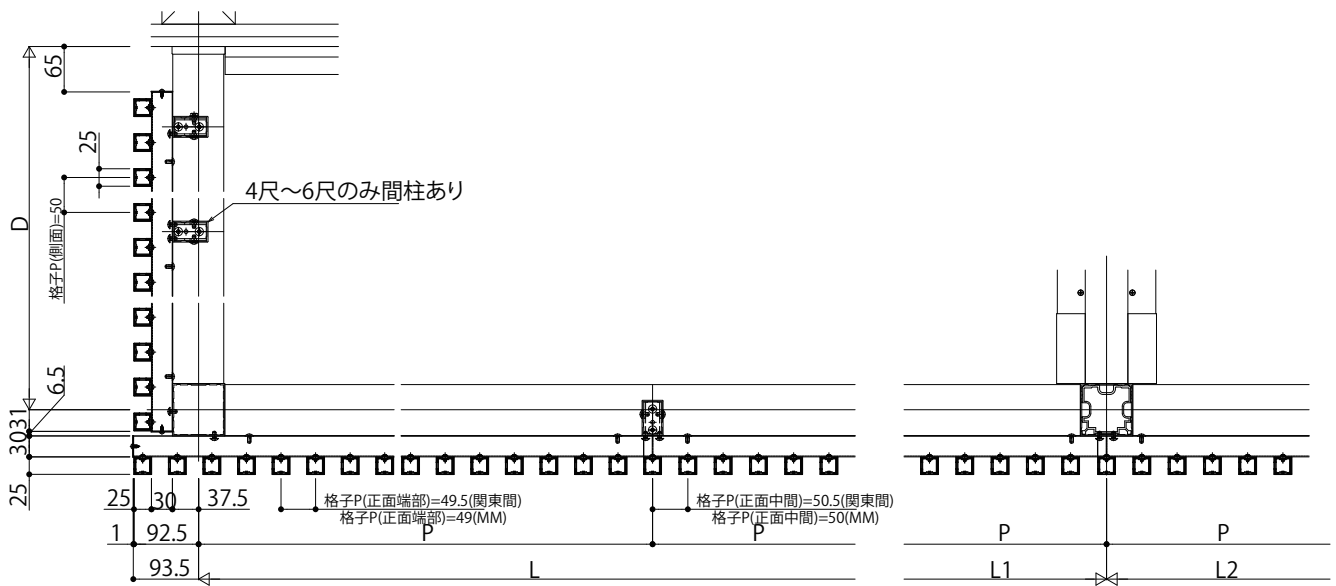 65
25
4尺～6尺のみ間柱あり
D
格子P(側面)=50
6.5
31
30
25
25 30 37.5
格子P(正面端部)=49.5(関東間)
格子P(正面端部)=49(MM)
格子P(正面中間)=50.5(関東間)
格子P(正面中間)=50(MM)
1 92.5 P P P P
93.5 L L1 L2